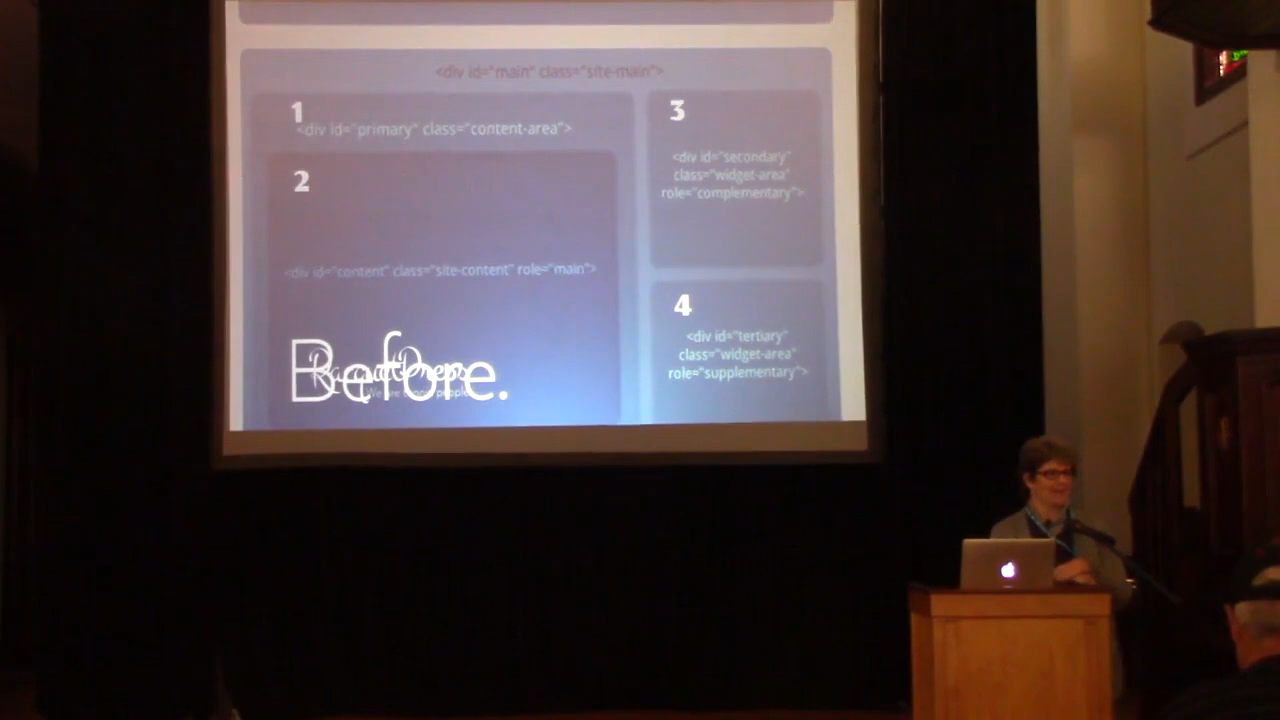 <div id="main" class="site-main">
1
<div id="primary" class="content-area">
2
<div id="content" class="site-content" role="main">
Before.
3
<div id="secondary"
class="widget-area"
role="complementary">
4
<div id="tertiary"
class="widget-area"
role="supplementary">